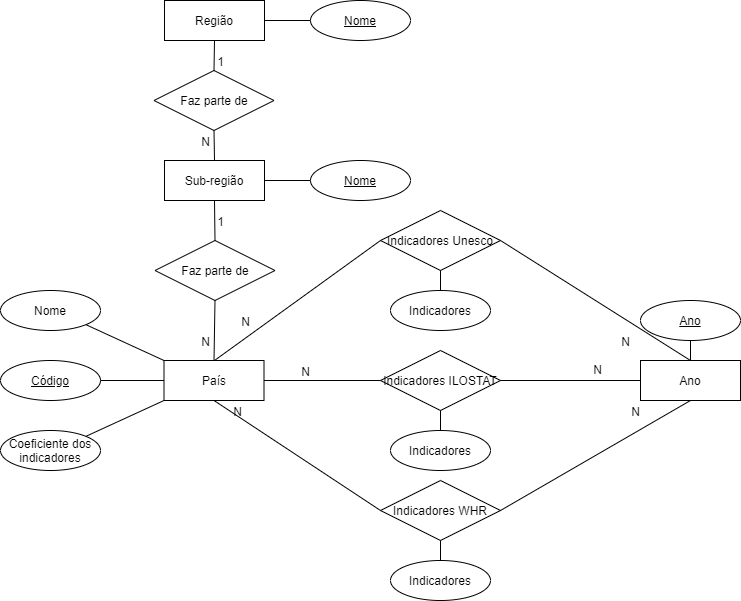 Região
Nome
1
Faz parte de
N
Sub-região
Nome
1
Indicadores Unesco
Faz parte de
Nome
Indicadores
N
Ano
N
N
País
N
Indicadores ILOSTAT
N
Ano
Código
N
N
Coeficiente dos
indicadores
Indicadores
Indicadores WHR
Indicadores